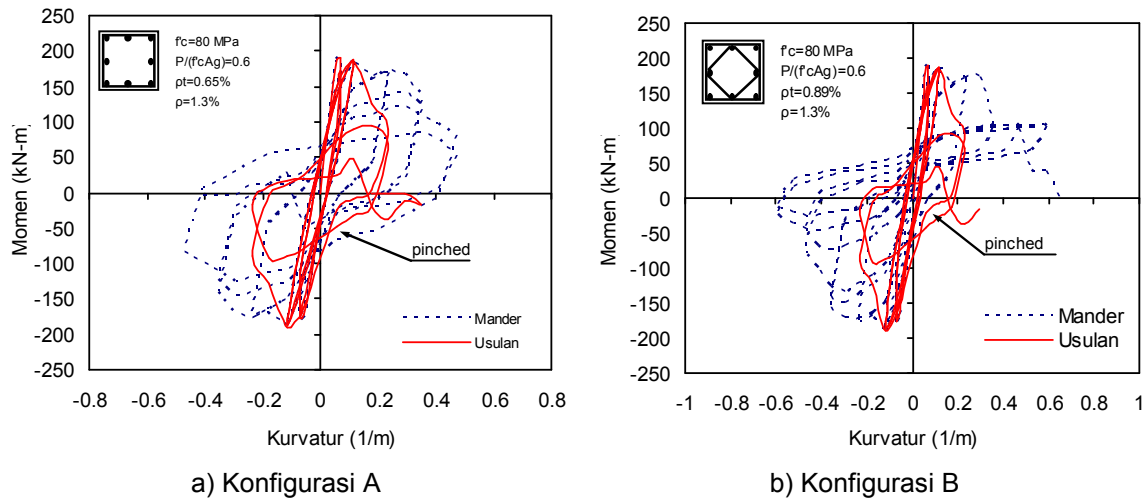 250
200
150
100
50
0
-50
-100
-150
-200
-250
Momen (kN-m)
f'c=80 MPa
P/(f'cAg)=0.6
ρt=0.65%
ρ=1.3%
pinched
Mander
Usulan
-0.8 -0.6 -0.4 -0.2 0 0.2 0.4 0.6 0.8
Kurvatur (1/m)
a) Konfigurasi A
250
200
150
100
50
0
-50
-100
-150
-200
-250
Momen (kN-m)
f'c=80 MPa
P/(f'cAg)=0.6
ρt=0.89%
ρ=1.3%
pinched
Mander
Usulan
-1 -0.8 -0.6 -0.4 -0.2 0 0.2 0.4 0.6 0.8 1
Kurvatur (1/m)
b) Konfigurasi B